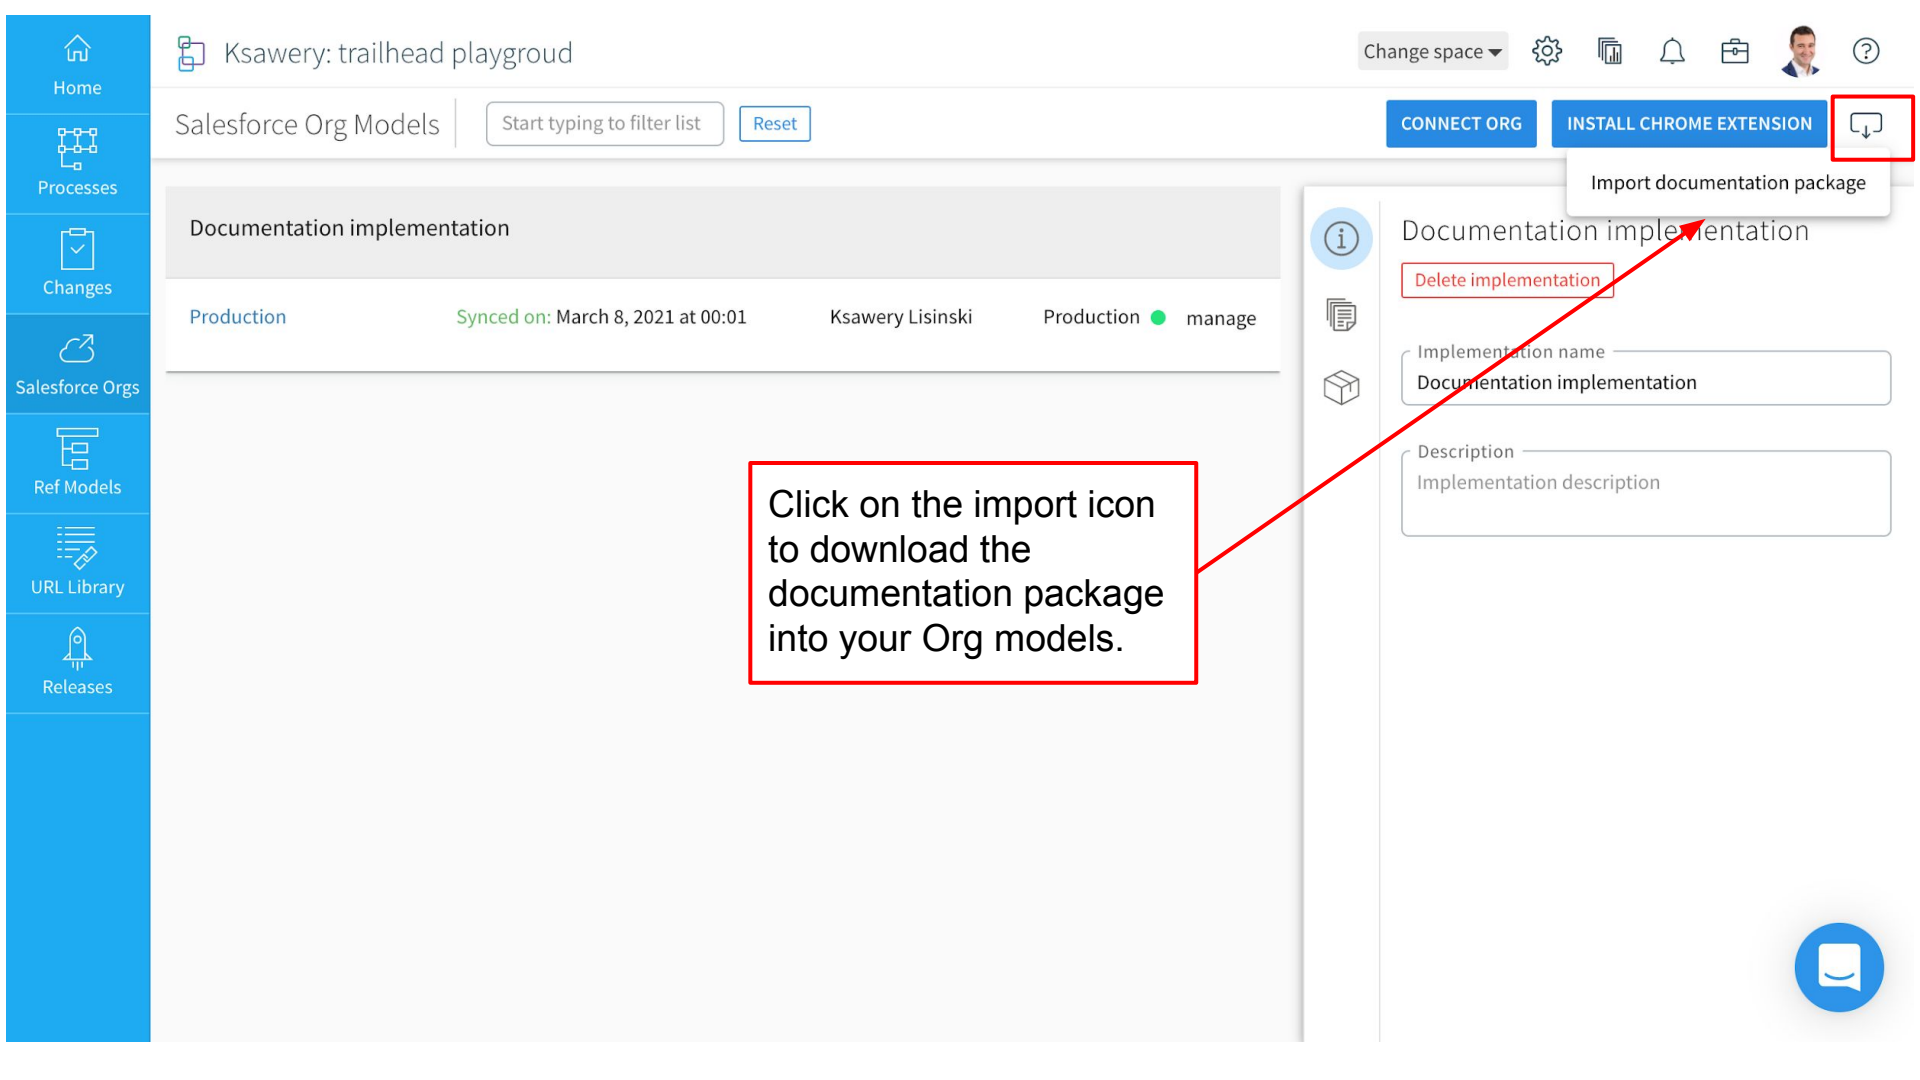 Home
Processes
Changes
Salesforce Orgs
Ref Models
URL Library
Releases
Ksawery: trailhead playgroud
Change space
Salesforce Org Models
Start typing to filter list
Reset
CONNECT ORG
INSTALL CHROME EXTENSION
Import documentation package
Documentation implementation
Production
Synced on: March 8, 2021 at 00:01
Ksawery Lisinski
Production
manage
Documentation implementation
Delete implementation
Implementation name
Documentation implementation
Description
Implementation description
Click on the import icon
to download the
documentation package
into your Org models.